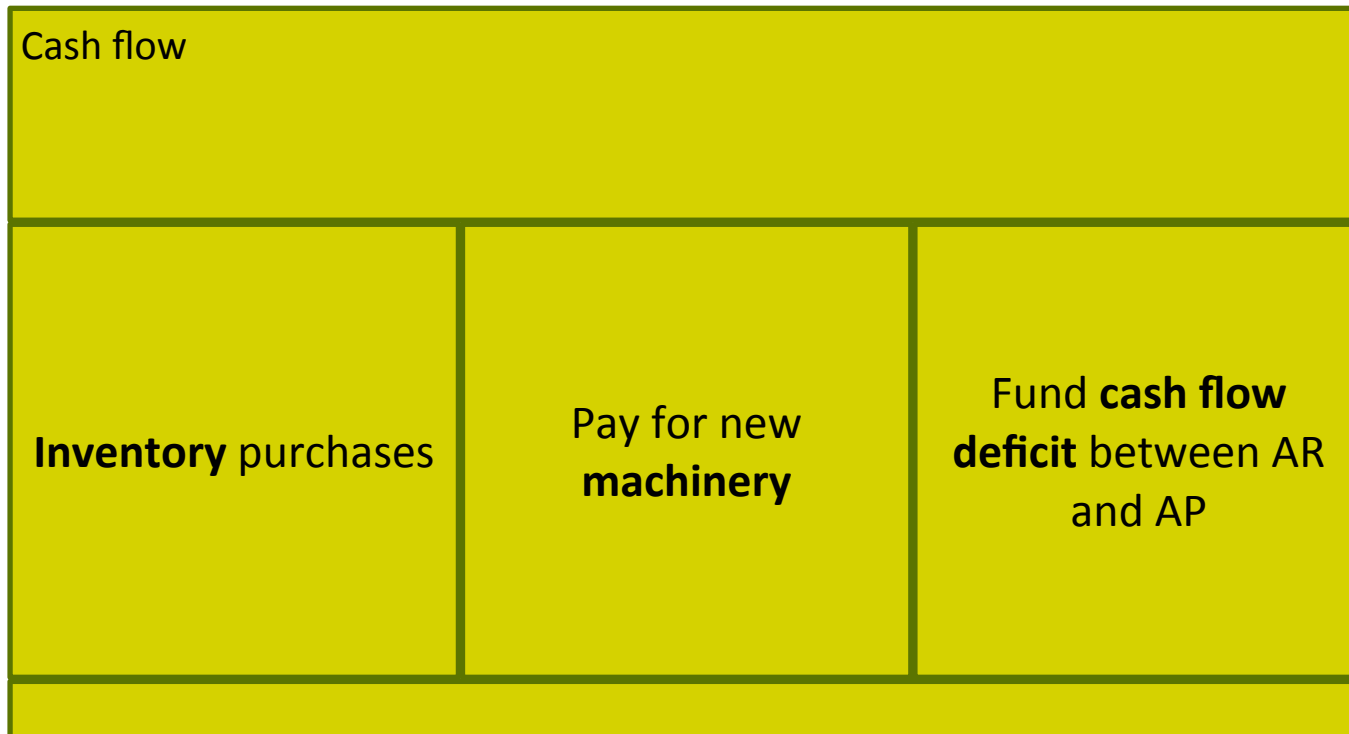 Cash flow
Inventory purchases
Pay for new
machinery
Fund cash flow
deficit between AR
and AP